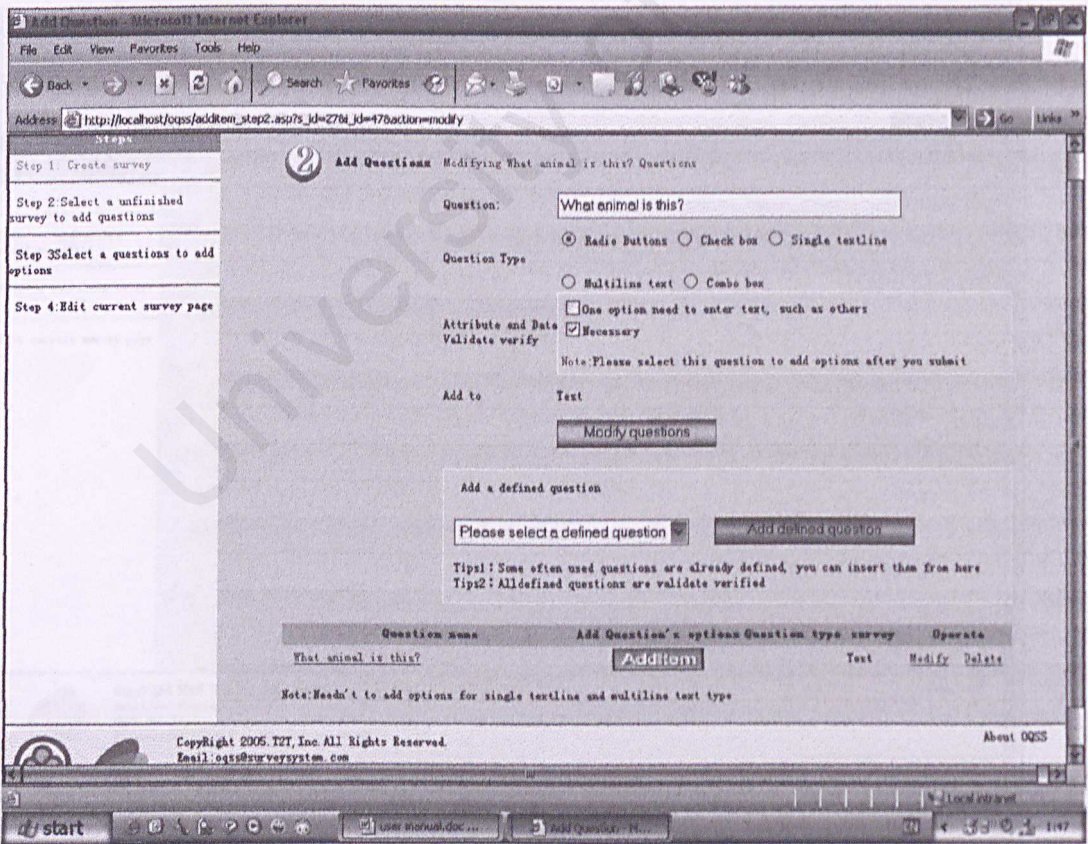 Add Question - Microsoft Internet Explorer
File Edit View Favorites Tools Help
Back Search Favorites
Address http://localhost/oqss/additem_step2.asp?s_id=27&i_id=47&action=modify Go Links
Steps
Step 1: Create survey
Step 2:Select a unfinished
survey to add questions
Step 3Select a questions to add
options
Step 4:Edit current survey page
2 Add Questions Modifying What animal is this? Questions
Question: What animal is this?
Radio Buttons Check box Single textline
Question Type
Multiline text Combo box
One option need to enter text, such as others
Attribute and Data
Validate verify
Necessary
Note:Please select this question to add options after you submit
Add to Text
Modify questions
Add a defined question
Please select a defined question Add defined question
Tips1:Some often used questions are already defined, you can insert them from here
Tips2:Alldefined questions are validate verified
Question name Add Question's options Question type survey Operate
What animal is this? Add Item Text Modify Delete
Note:Needn't to add options for single textline and multiline text type
CopyRight 2005. T2T, Inc. All Rights Reserved. About OQSS
Email:oqss@surveysystem.com
Local intranet
start user manual.doc ... Add Question - M... EN 1:47
University